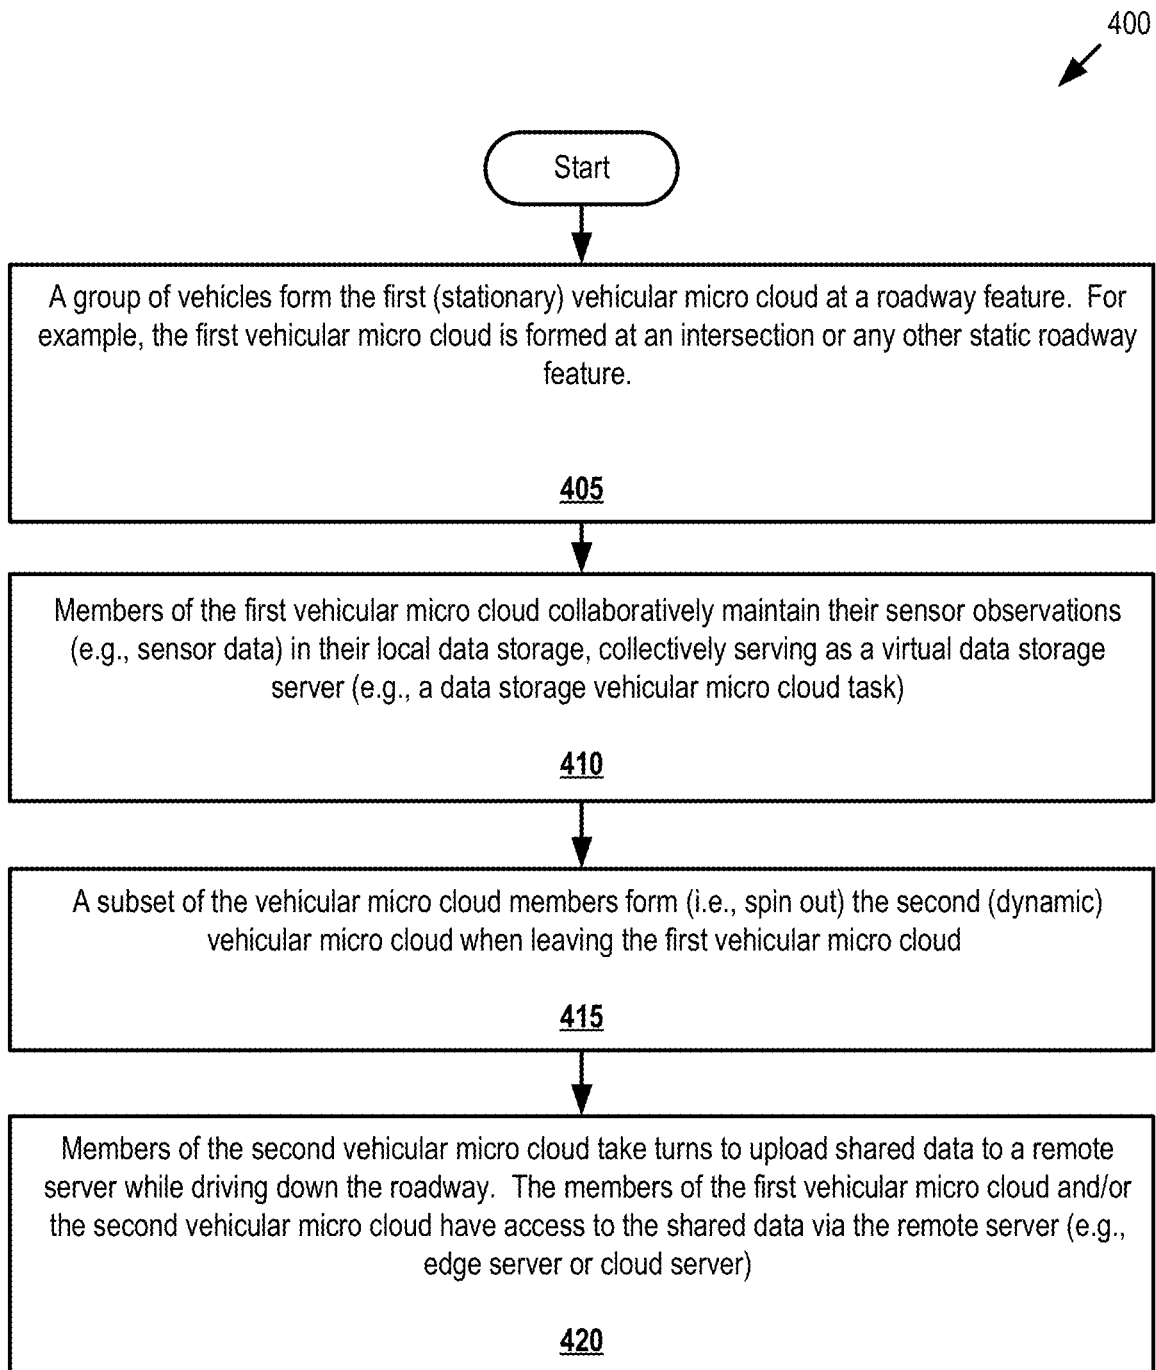 400
Start
A group of vehicles form the first (stationary) vehicular micro cloud at a roadway feature. For
example, the first vehicular micro cloud is formed at an intersection or any other static roadway
feature.
405
Members of the first vehicular micro cloud collaboratively maintain their sensor observations
(e.g., sensor data) in their local data storage, collectively serving as a virtual data storage
server (e.g., a data storage vehicular micro cloud task)
410
A subset of the vehicular micro cloud members form (i.e., spin out) the second (dynamic)
vehicular micro cloud when leaving the first vehicular micro cloud
415
Members of the second vehicular micro cloud take turns to upload shared data to a remote
server while driving down the roadway. The members of the first vehicular micro cloud and/or
the second vehicular micro cloud have access to the shared data via the remote server (e.g.,
edge server or cloud server)
420